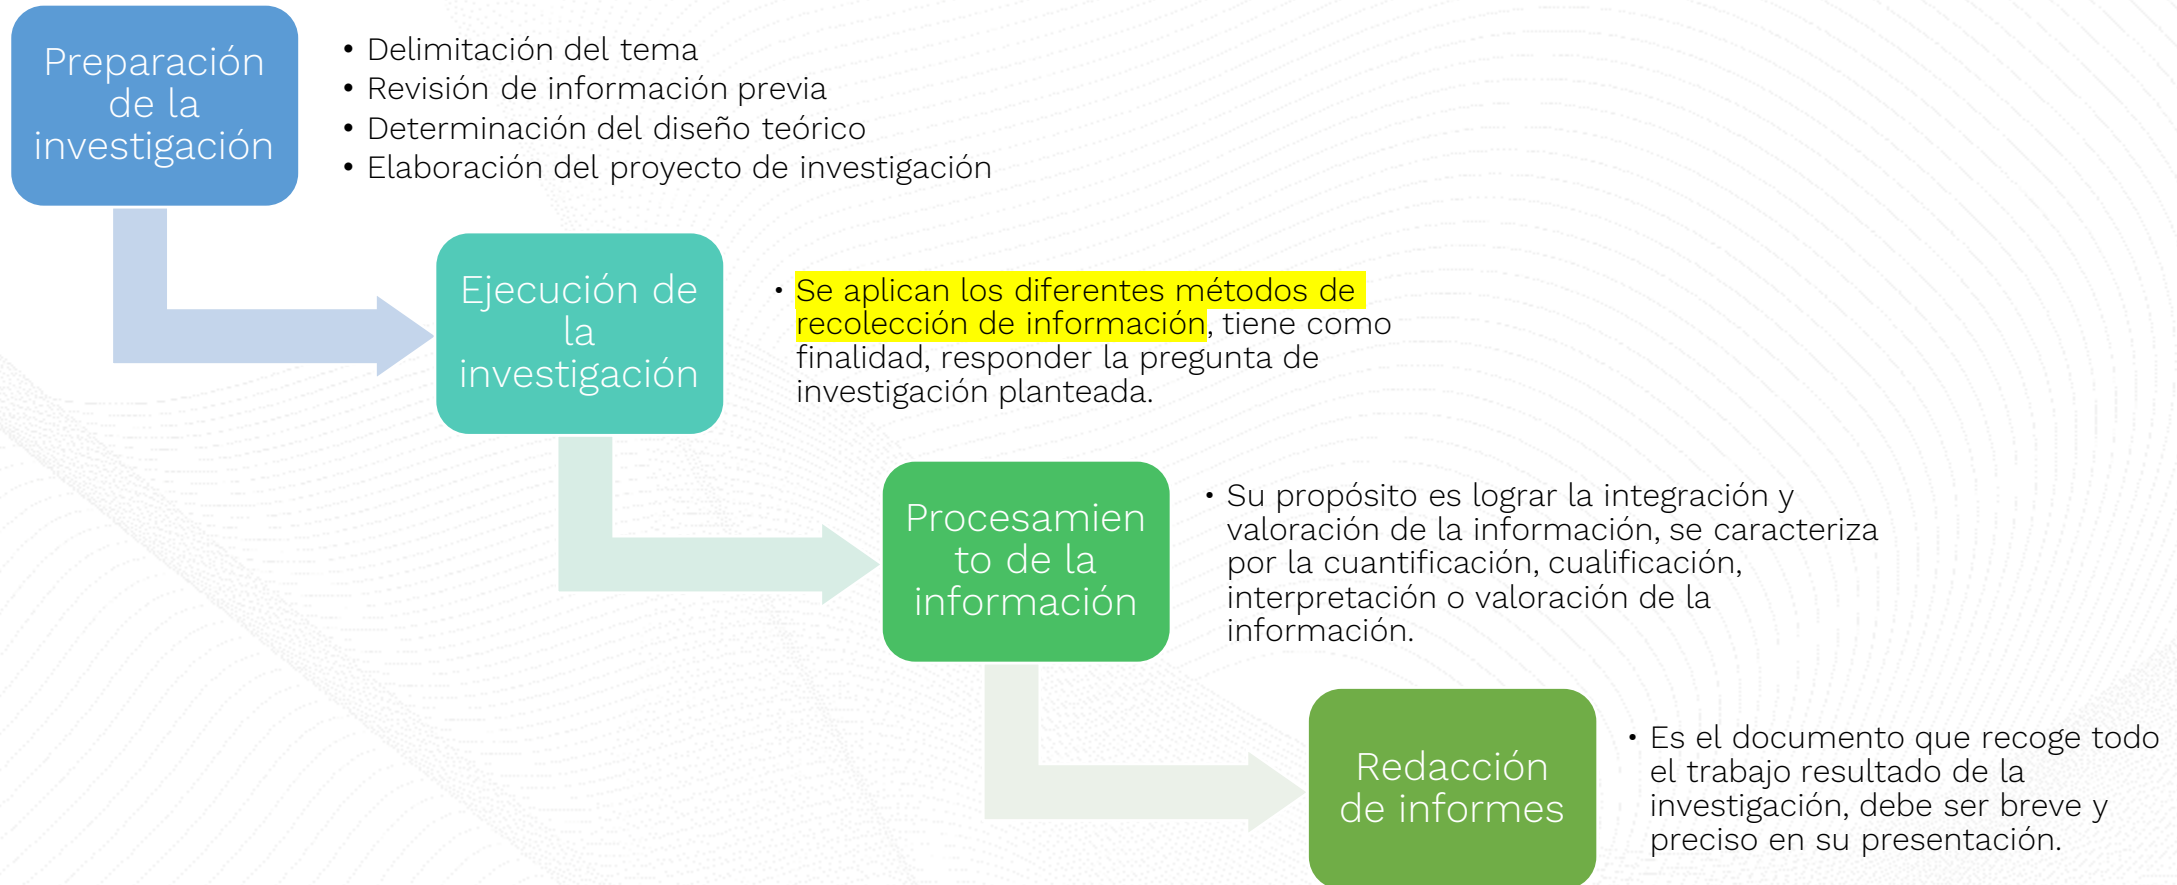 Preparación
de la
investigación
• Delimitación del tema
• Revisión de información previa
• Determinación del diseño teórico
• Elaboración del proyecto de investigación
Ejecución de
la
investigación
• Se aplican los diferentes métodos de
recolección de información, tiene como
finalidad, responder la pregunta de
investigación planteada.
Procesamien
to de la
información
• Su propósito es lograr la integración y
valoración de la información, se caracteriza
por la cuantificación, cualificación,
interpretación o valoración de la
información.
Redacción
de informes
• Es el documento que recoge todo
el trabajo resultado de la
investigación, debe ser breve y
preciso en su presentación.